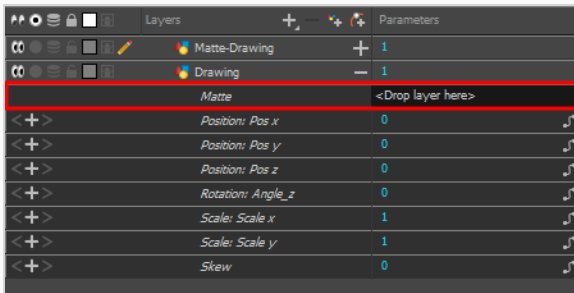 Layers Parameters
Matte-Drawing 1
Drawing 1
Matte <Drop layer here>
Position: Pos x 0
Position: Pos y 0
Position: Pos z 0
Rotation: Angle_z 0
Scale: Scale x 1
Scale: Scale y 1
Skew 0